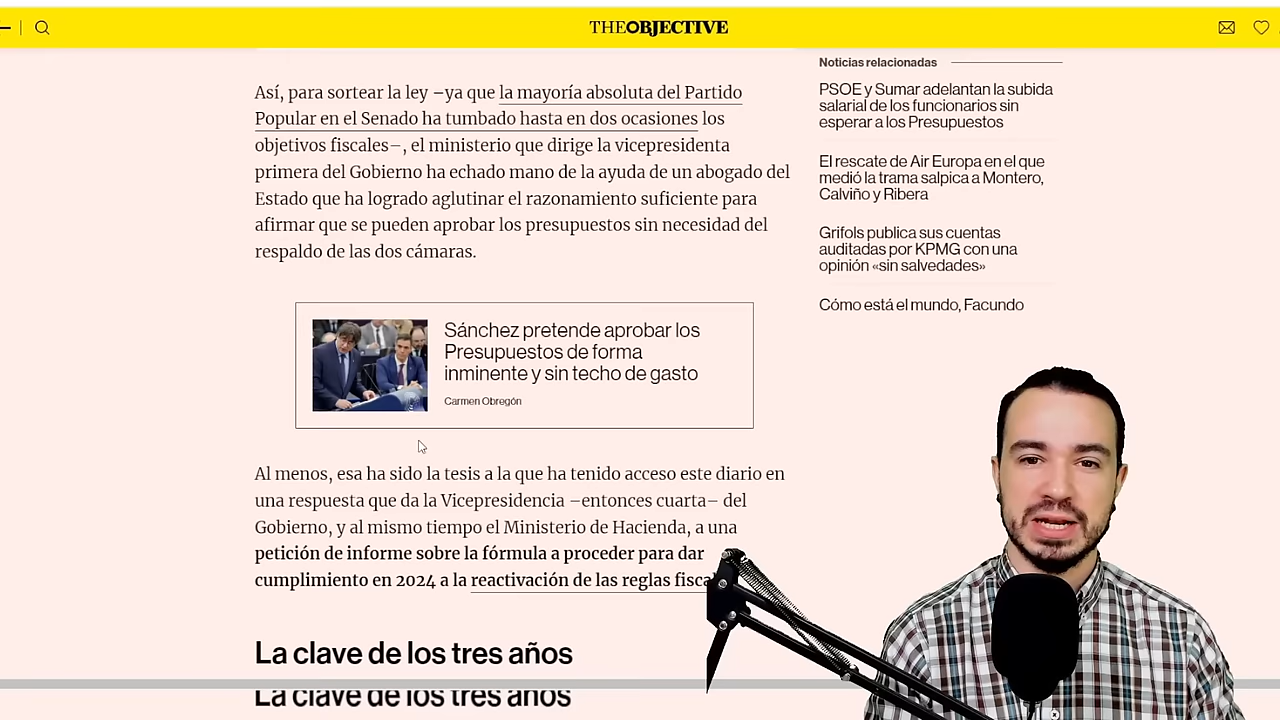 THEOBJECTIVE
Así, para sortear la ley –ya que la mayoría absoluta del Partido
Popular en el Senado ha tumbado hasta en dos ocasiones los
objetivos fiscales–, el ministerio que dirige la vicepresidenta
primera del Gobierno ha echado mano de la ayuda de un abogado del
Estado que ha logrado aglutinar el razonamiento suficiente para
afirmar que se pueden aprobar los presupuestos sin necesidad del
respaldo de las dos cámaras.
Sánchez pretende aprobar los
Presupuestos de forma
inminente y sin techo de gasto
Carmen Obregón
Al menos, esa ha sido la tesis a la que ha tenido acceso este diario en
una respuesta que da la Vicepresidencia –entonces cuarta– del
Gobierno, y al mismo tiempo el Ministerio de Hacienda, a una
petición de informe sobre la fórmula a proceder para dar
cumplimiento en 2024 a la reactivación de las reglas
La clave de los tres años
La clave de los tres años
Noticias relacionadas
PSOE y Sumar adelantan la subida
salarial de los funcionarios sin
esperar a los Presupuestos
El rescate de Air Europa en el que
medió la trama salpica a Montero,
Calviño y Ribera
Grifols publica sus cuentas
auditadas por KPMG con una
opinión «sin salvedades»
Cómo está el mundo, Facundo